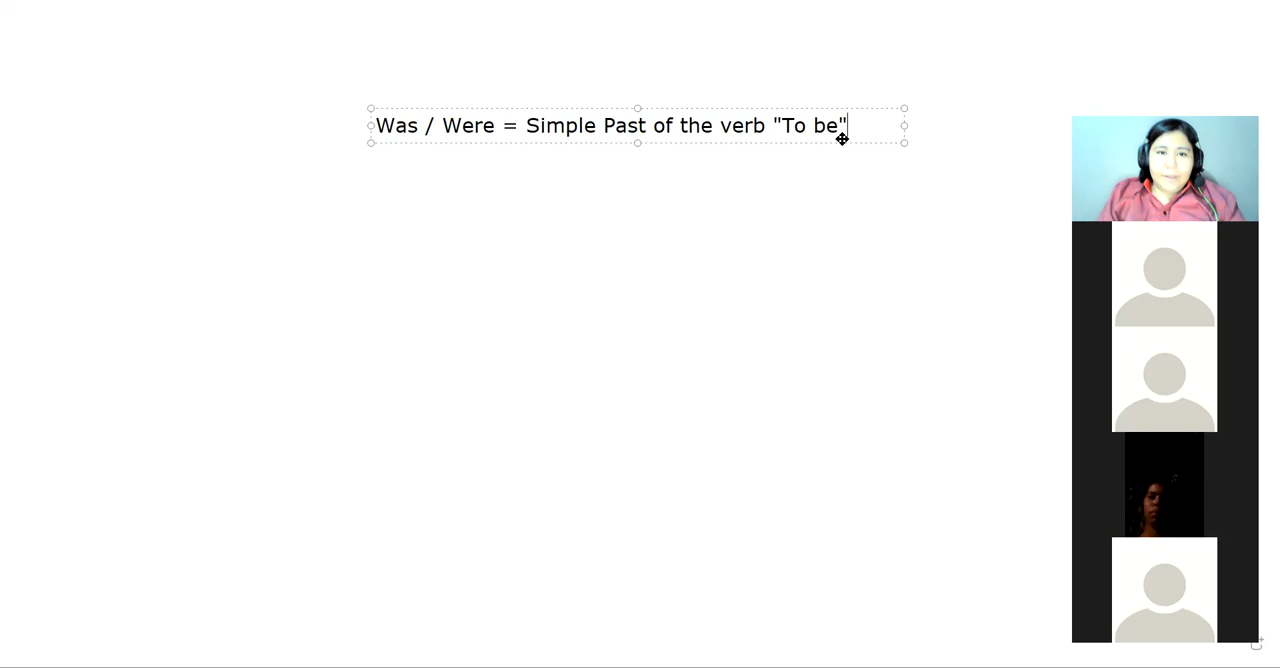 Was / Were = Simple Past of the verb "To be"